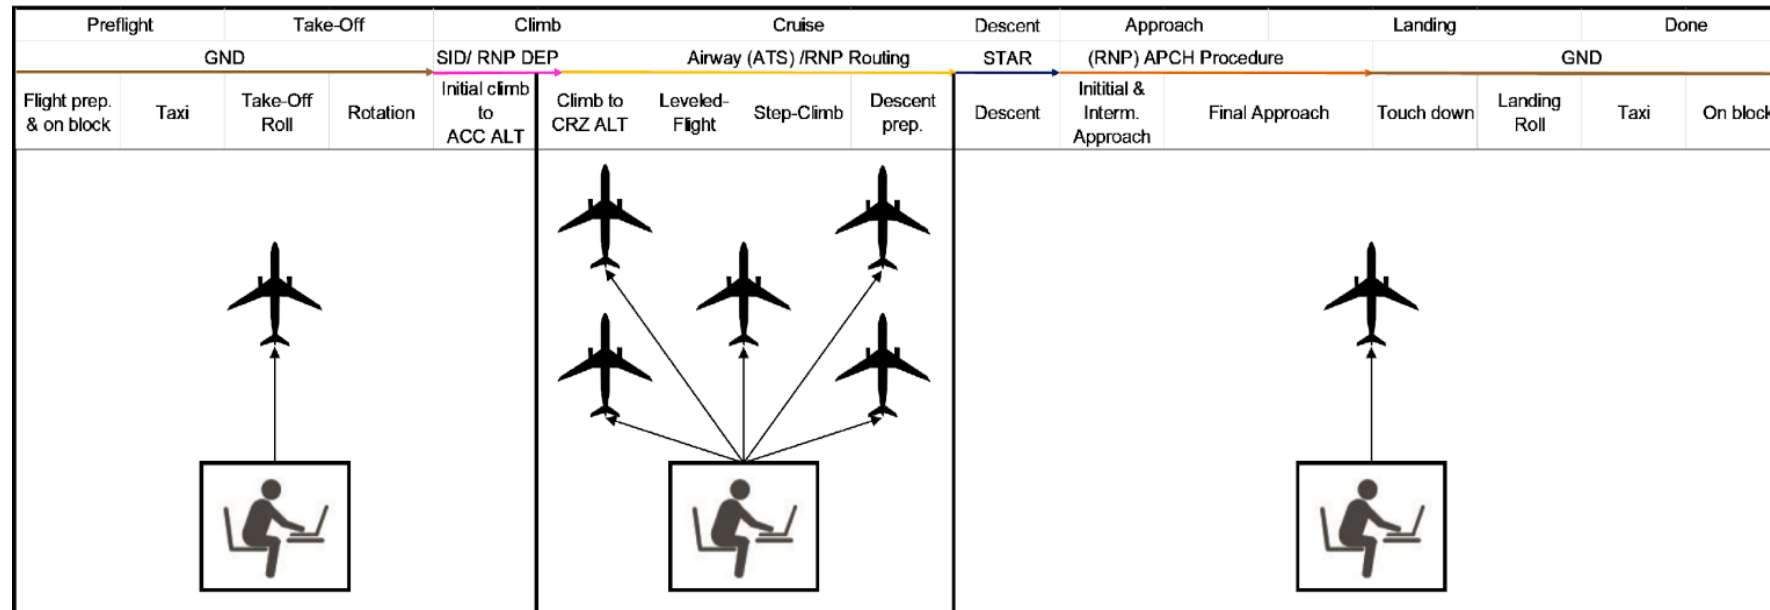 Preflight Take-Off Climb Cruise Descent Approach Landing Done
GND SID/ RNP DEP Airway (ATS) /RNP Routing STAR (RNP) APCH Procedure GND
Flight prep.
& on block
Taxi
Take-Off
Roll
Rotation
Initial climb
to
ACC ALT
Climb to
CRZ ALT
Leveled-
Flight
Step-Climb
Descent
prep.
Descent
Inititial &
Interm.
Approach
Final Approach
Touch down
Landing
Roll
Taxi
On block